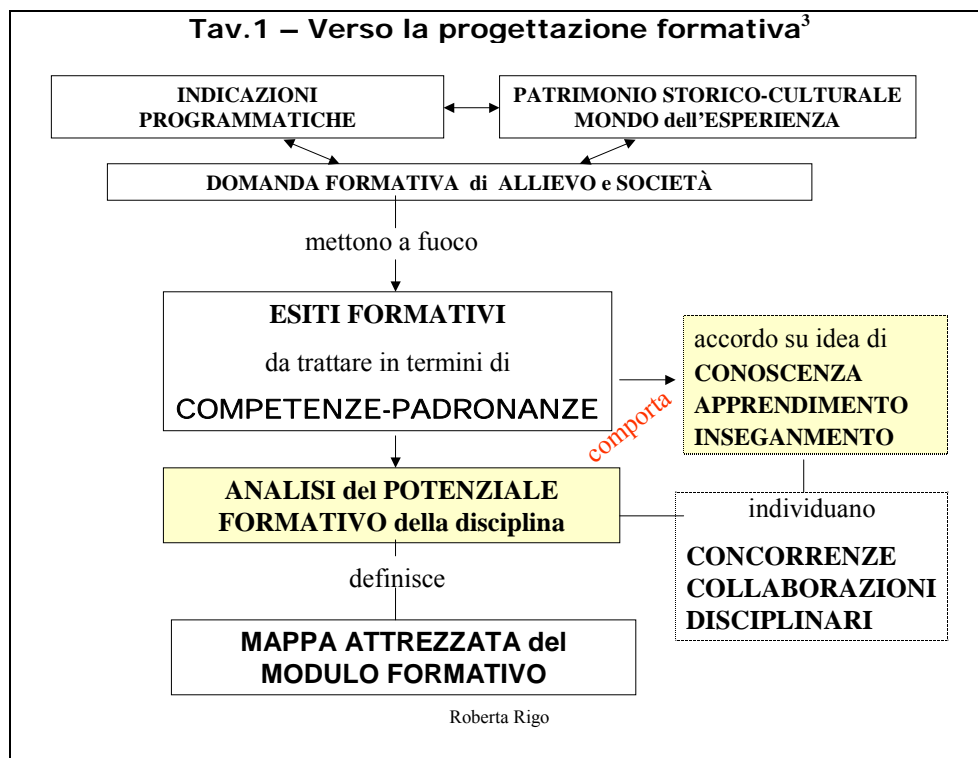 Tav.1 – Verso la progettazione formativa³
INDICAZIONI
PROGRAMMATICHE
PATRIMONIO STORICO-CULTURALE
MONDO dell'ESPERIENZA
DOMANDA FORMATIVA di ALLIEVO e SOCIETÀ
mettono a fuoco
ESITI FORMATIVI
da trattare in termini di
COMPETENZE-PADRONANZE
comporta
accordo su idea di
CONOSCENZA
APPRENDIMENTO
INSEGANMENTO
ANALISI del POTENZIALE
FORMATIVO della disciplina
individuano
CONCORRENZE
COLLABORAZIONI
DISCIPLINARI
definisce
MAPPA ATTREZZATA del
MODULO FORMATIVO
Roberta Rigo